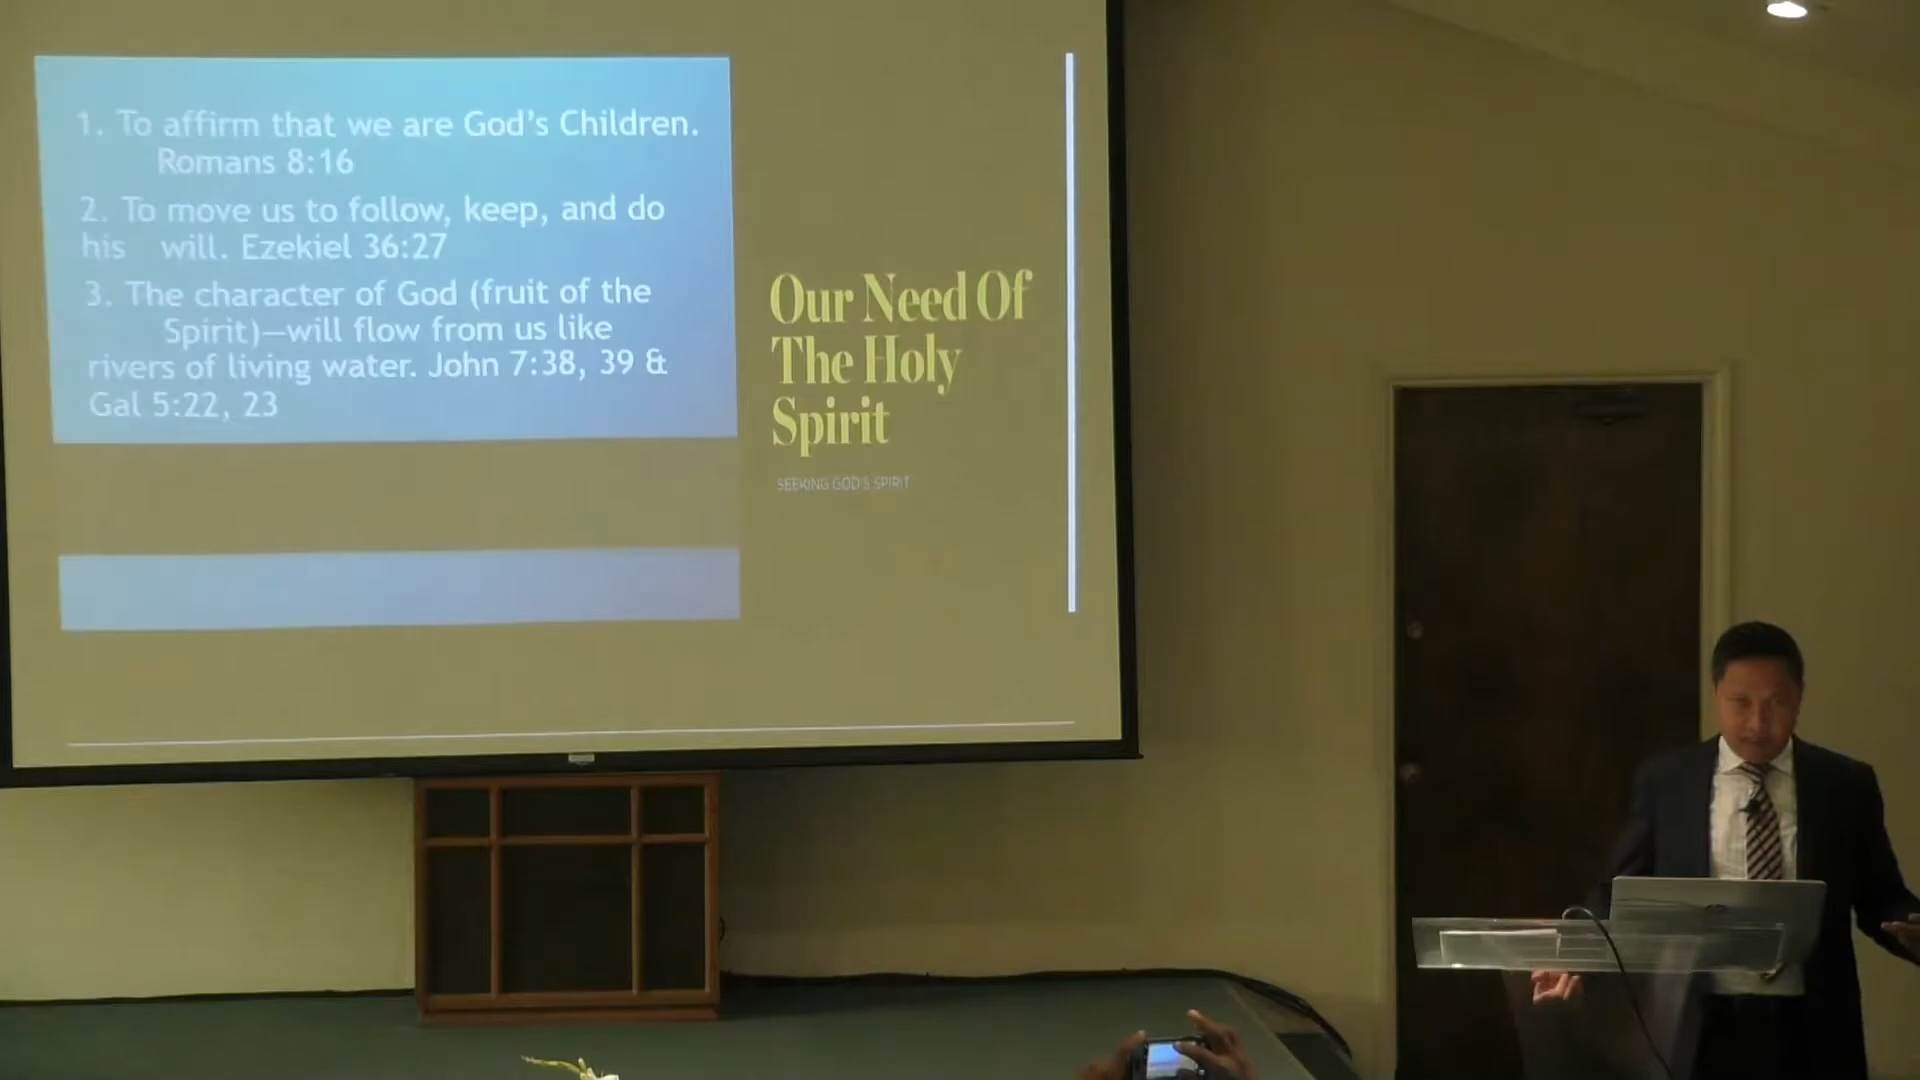 1. To affirm that we are God's Children.
Romans 8:16
2. To move us to follow, keep, and do
his will. Ezekiel 36:27
3. The character of God (fruit of the
Spirit)—will flow from us like
rivers of living water. John 7:38, 39 &
Gal 5:22, 23
Our Need Of
The Holy
Spirit
SEEKING GOD'S SPIRIT